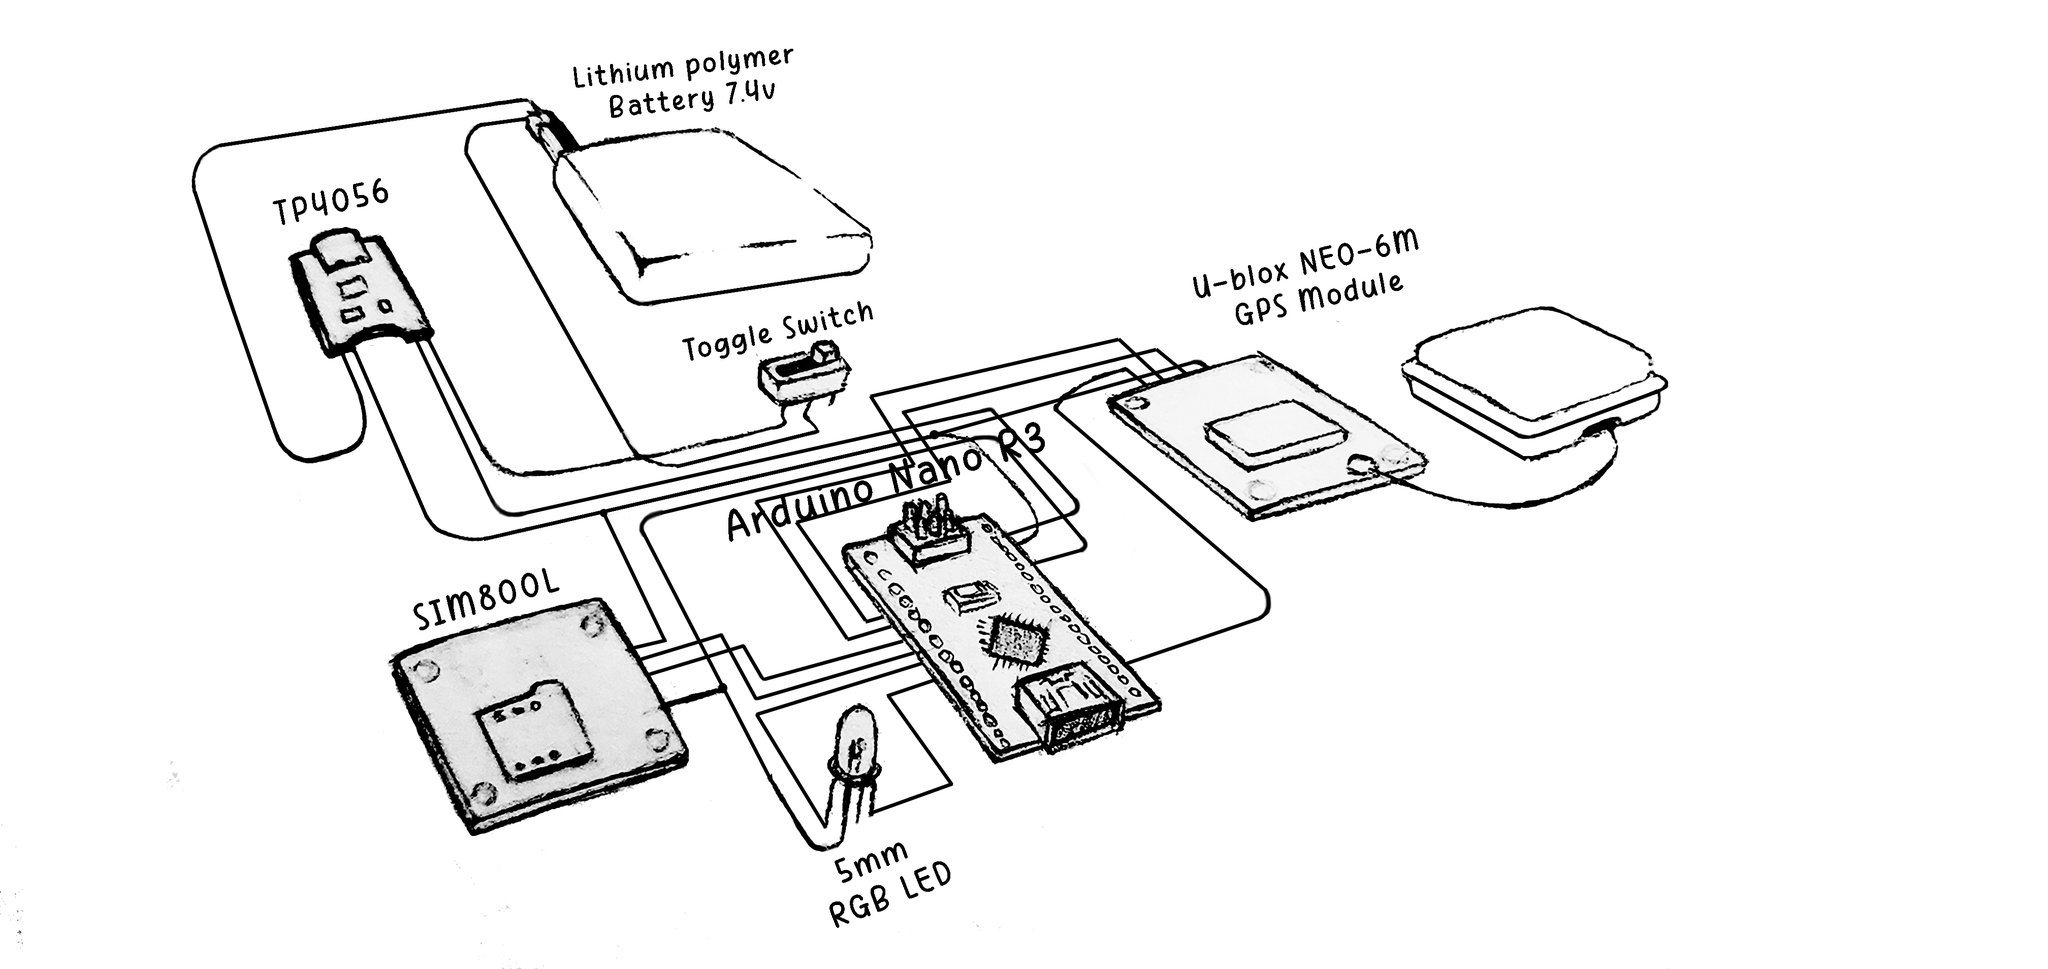 Lithium polymer
Battery 7.4v
TP4056
Toggle Switch
U-blox NEO-6M
GPS Module
Arduino Nano R3
SIM800L
5mm
RGB LED